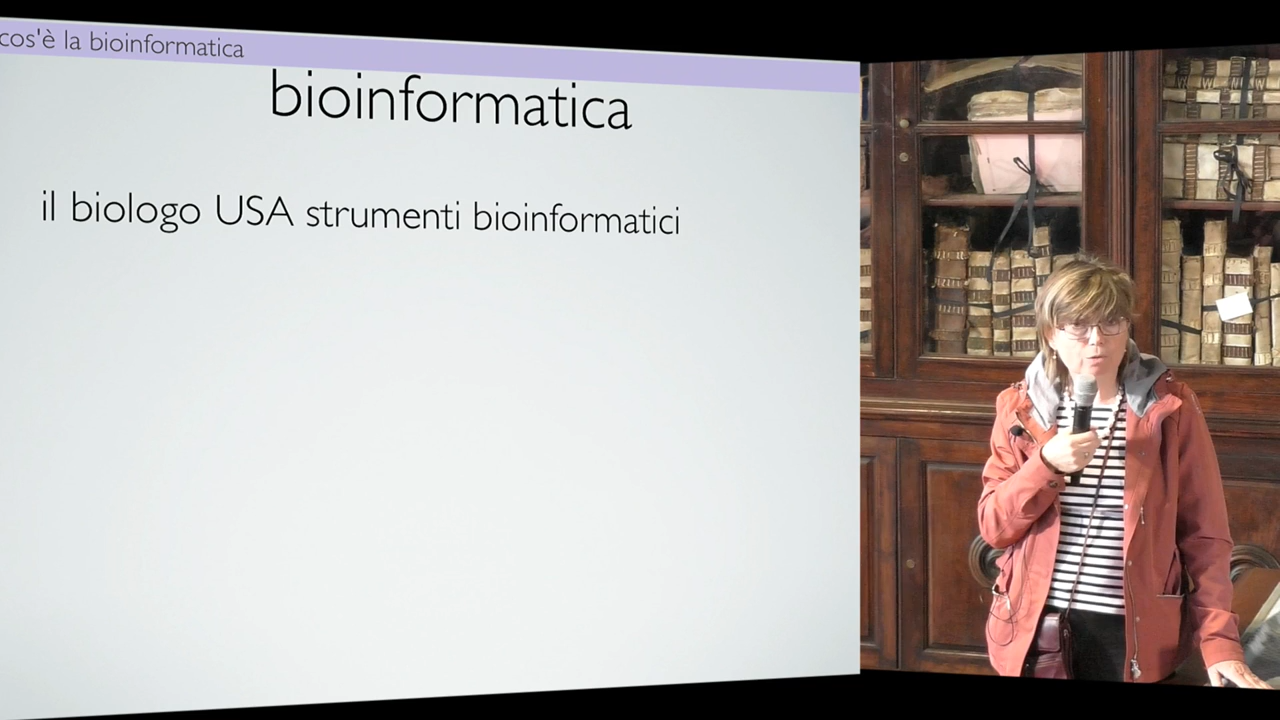 cos'è la bioinformatica
bioinformatica
il biologo USA strumenti bioinformatici